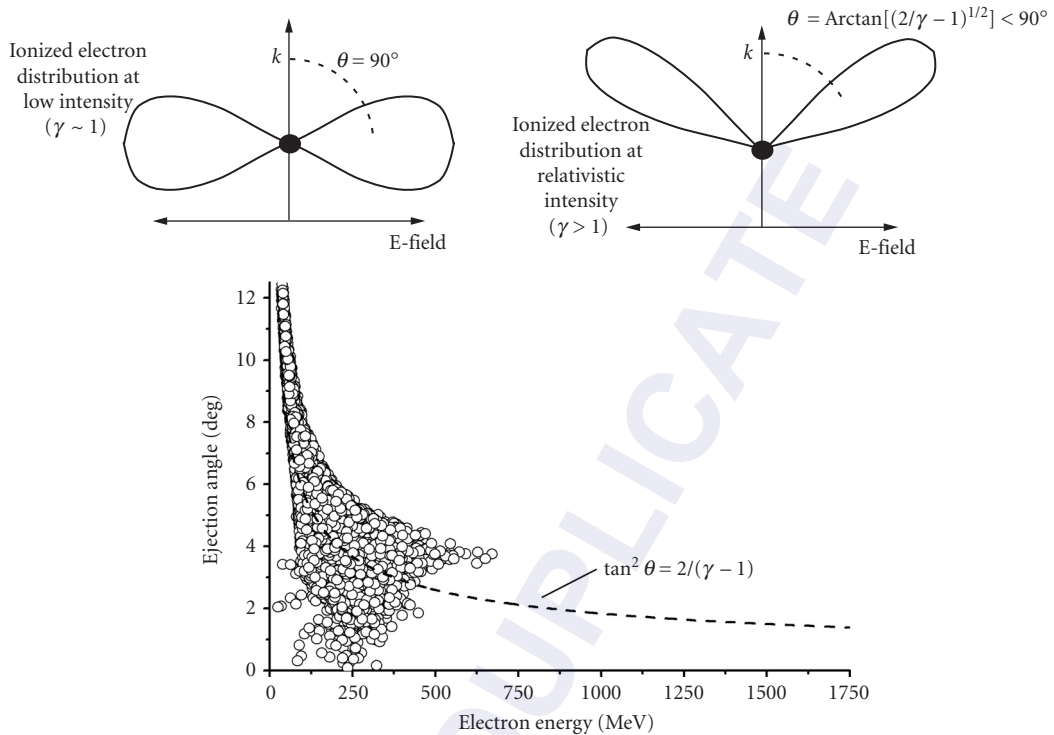 Ionized electron
distribution at
low intensity
(γ ~ 1)
k
θ = 90°
E-field
θ = Arctan[(2/γ − 1)^{1/2}] < 90°
k
Ionized electron
distribution at
relativistic
intensity
(γ > 1)
E-field
12
10
8
6
4
2
0
Ejection angle (deg)
tan² θ = 2/(γ − 1)
0 250 500 750 1000 1250 1500 1750
Electron energy (MeV)
DUPLICATE